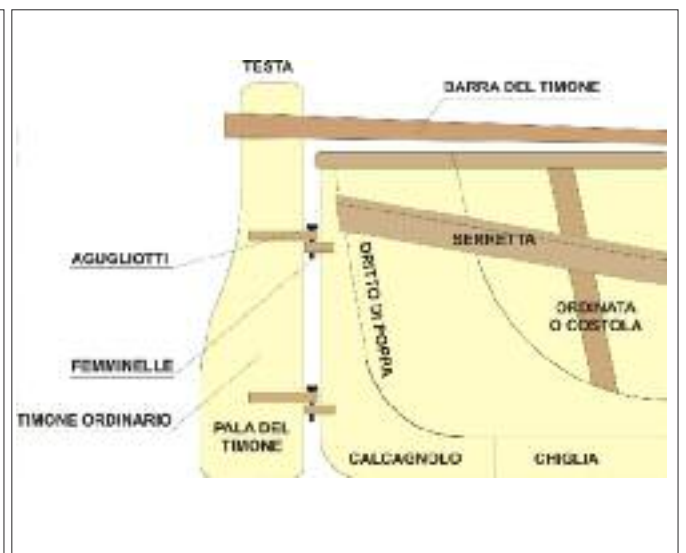 TESTA
BARRA DEL TIMONE
SERRETTA
AGUGLIOTTI
DRITTO DI POPPA
ORDINATA
O COSTOLA
FEMMINELLE
TIMONE ORDINARIO
PALA DEL
TIMONE
CALCAGNOLO
CHIGLIA